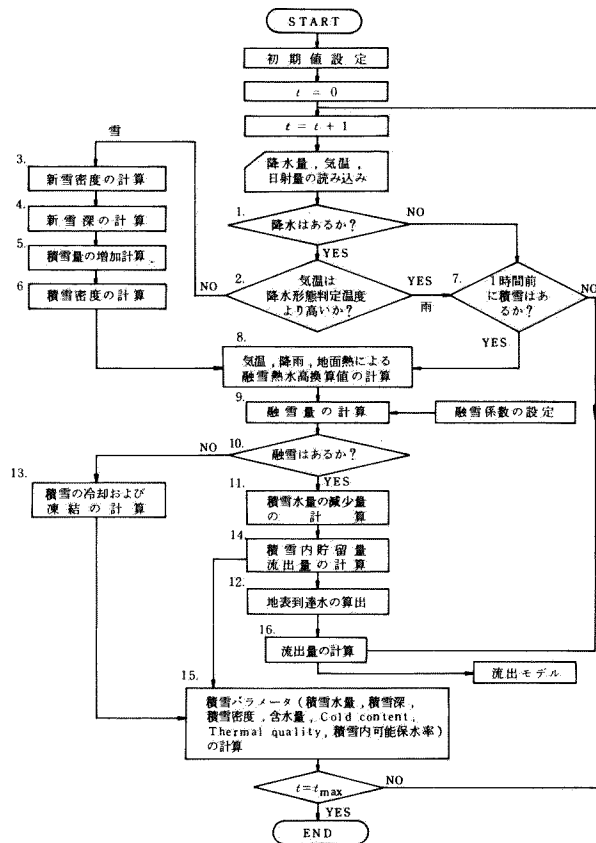 START
初期値設定
t = 0
t = t + 1
降水量，気温，
日射量の読み込み
雪
3.
新雪密度の計算
4.
新雪深の計算
5.
積雪量の増加計算
6
積雪密度の計算
1.
降水はあるか？
NO
YES
2.
気温は
降水形態判定温度
より高いか？
NO
YES
雨
7.
1時間前
に積雪はあ
るか？
NO
YES
8.
気温，降雨，地面熱による
融雪熱水高換算値の計算
9.
融雪量の計算
融雪係数の設定
10.
融雪はあるか？
NO
YES
13.
積雪の冷却および
凍結の計算
11.
積雪水量の減少量
の計算
14.
積雪内貯留量
流出量の計算
12.
地表到達水の算出
16.
流出量の計算
流出モデル
15.
積雪パラメータ（積雪水量，積雪深，
積雪密度，含水量，Cold content，
Thermal quality，積雪内可能保水率）
の計算
t=tmax
NO
YES
END